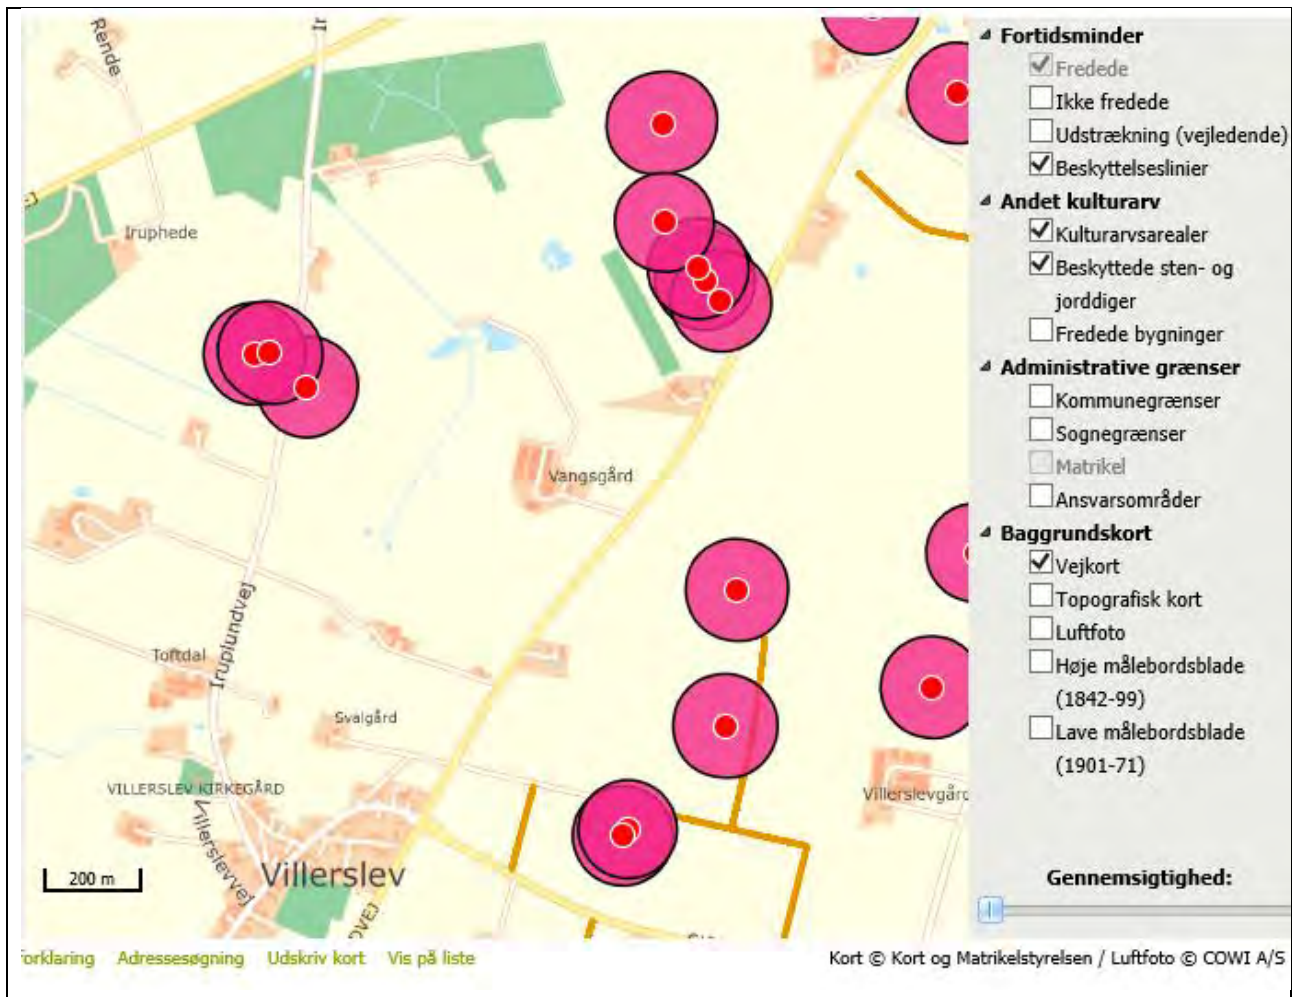 Rende
Ir
Iruphede
Vangsgård
Iruplundvej
Toftdal
Svalgård
VILLERSLEV KIRKEGÅRD
Villerslevvej
Villerslevgård
Villerslev
200 m
Fortidsminder
Fredede
Ikke fredede
Udstrækning (vejledende)
Beskyttelseslinier
Andet kulturarv
Kulturarvsarealer
Beskyttede sten- og
jorddiger
Fredede bygninger
Administrative grænser
Kommunegrænser
Sognegrænser
Matrikel
Ansvarsområder
Baggrundskort
Vejkort
Topografisk kort
Luftfoto
Høje målebordsblade
(1842-99)
Lave målebordsblade
(1901-71)
Gennemsigtighed:
orklaring Adressesøgning Udskriv kort Vis på liste
Kort © Kort og Matrikelstyrelsen / Luftfoto © COWI A/S